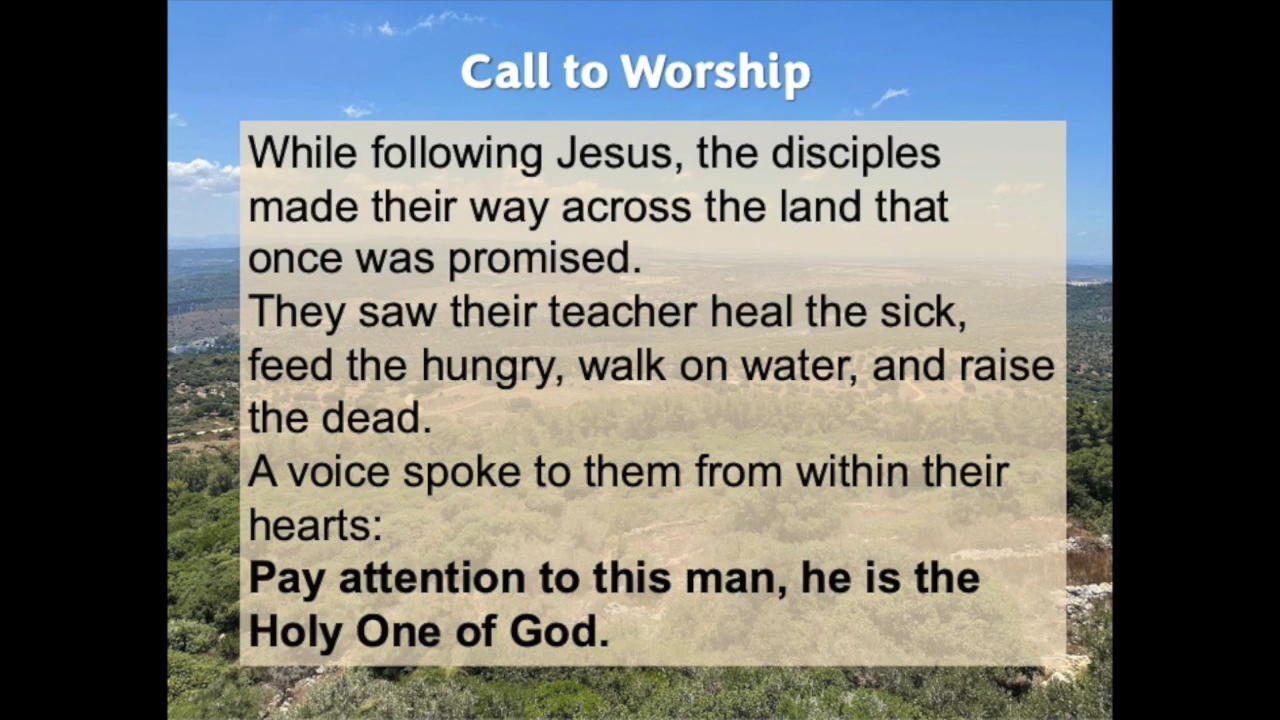 Call to Worship
While following Jesus, the disciples
made their way across the land that
once was promised.
They saw their teacher heal the sick,
feed the hungry, walk on water, and raise
the dead.
A voice spoke to them from within their
hearts:
Pay attention to this man, he is the
Holy One of God.